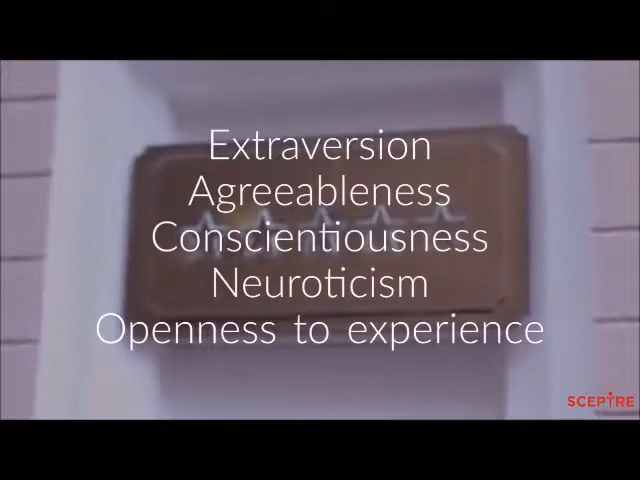 Extraversion
Agreeableness
Conscientiousness
Neuroticism
Openness to experience
SCEPTRE